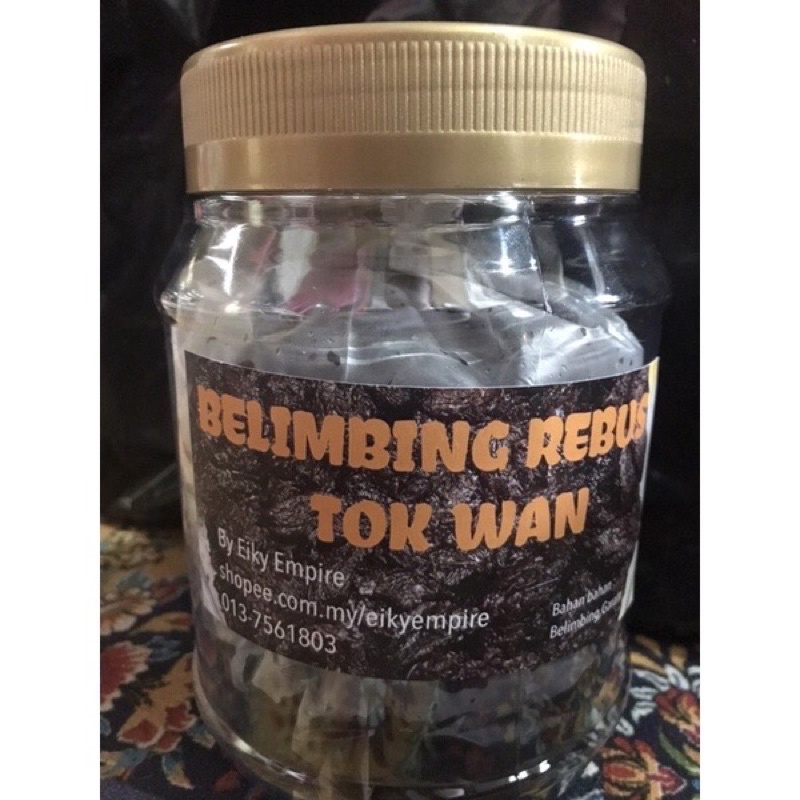 BELIMBING REBUS
TOK WAN
By Eiky Empire
shopee.com.my/eikyempire
013-7561803
Bahan bahan
Belimbing,